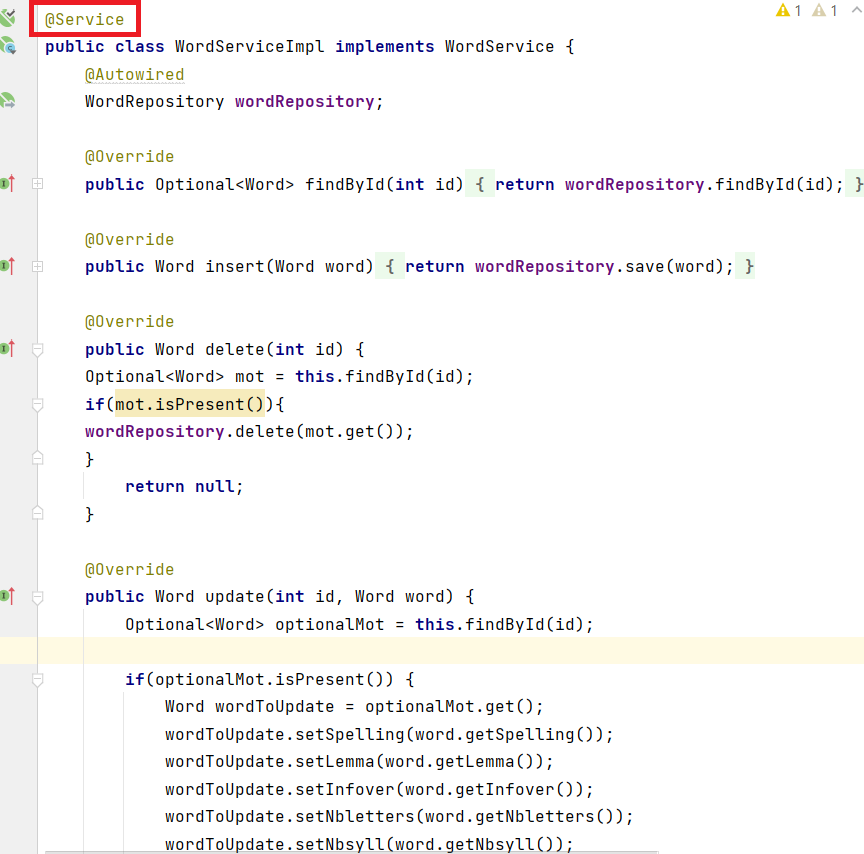 @Service
1 1
public class WordServiceImpl implements WordService {
@Autowired
WordRepository wordRepository;
@Override
public Optional<Word> findById(int id) { return wordRepository.findById(id); }
@Override
public Word insert(Word word) { return wordRepository.save(word); }
@Override
public Word delete(int id) {
Optional<Word> mot = this.findById(id);
if(mot.isPresent()){
wordRepository.delete(mot.get());
}
return null;
}
@Override
public Word update(int id, Word word) {
Optional<Word> optionalMot = this.findById(id);
if(optionalMot.isPresent()) {
Word wordToUpdate = optionalMot.get();
wordToUpdate.setSpelling(word.getSpelling());
wordToUpdate.setLemma(word.getLemma());
wordToUpdate.setInfover(word.getInfover());
wordToUpdate.setNbletters(word.getNbletters());
wordToUpdate.setNbsyll(word.getNbsyll());